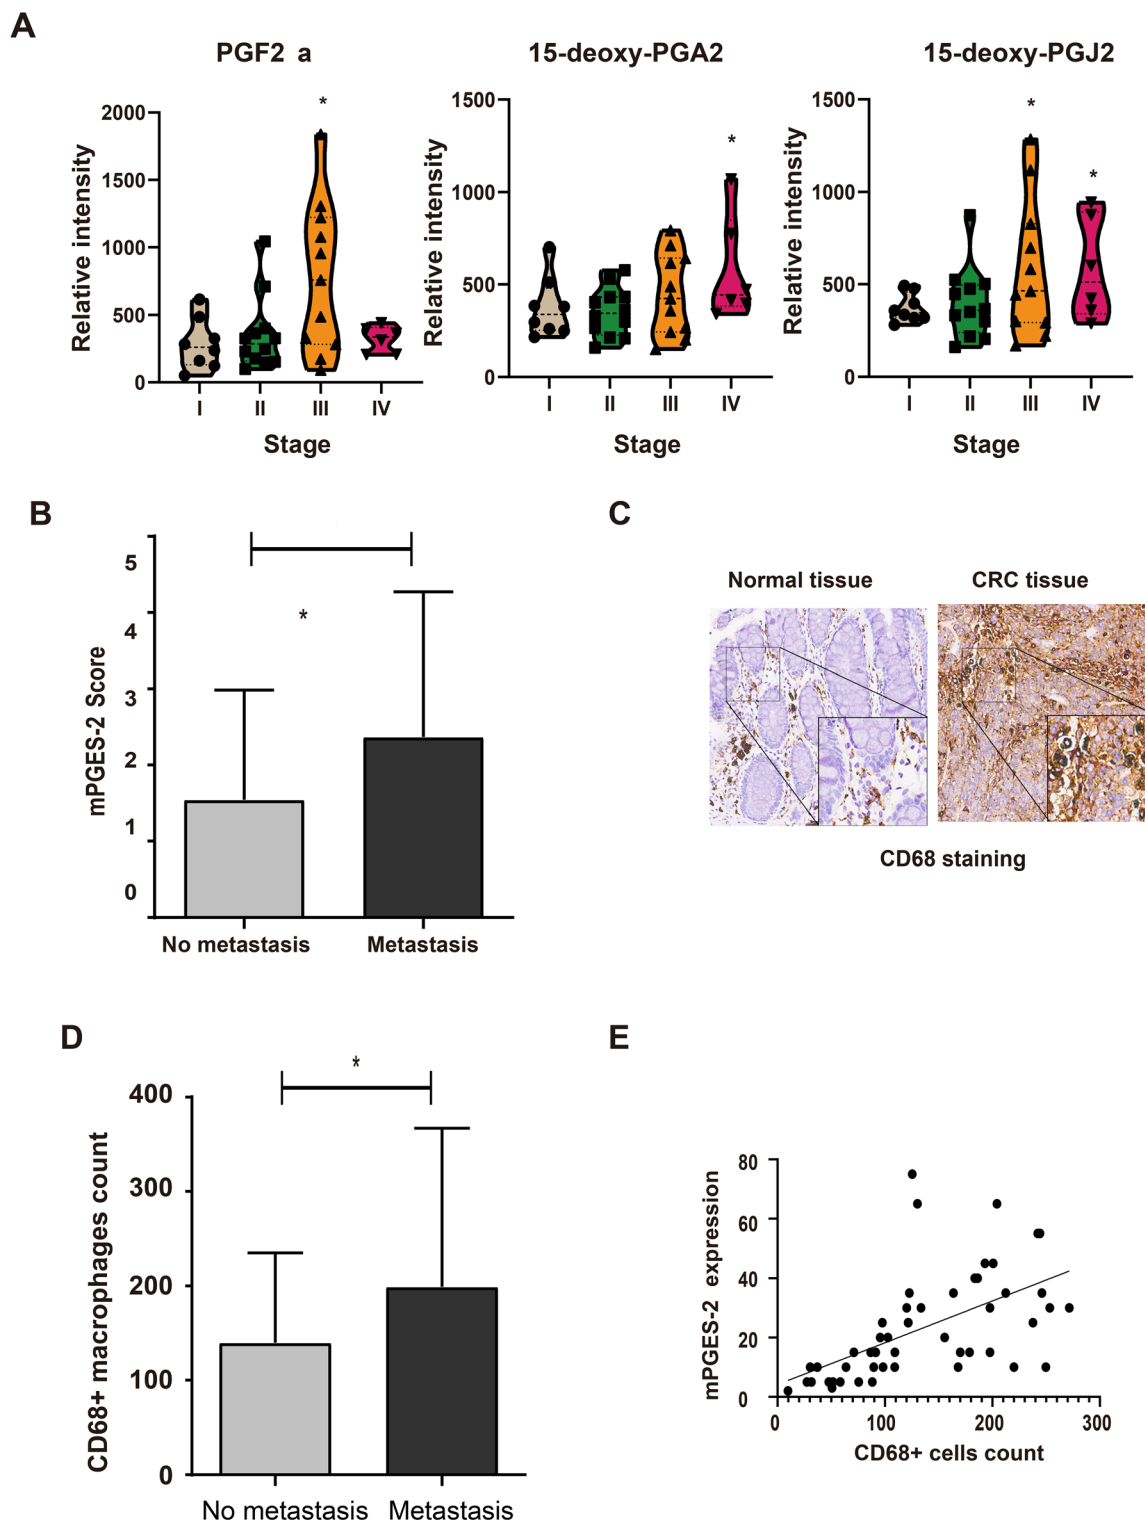 A
PGF2 a
15-deoxy-PGA2
15-deoxy-PGJ2
Relative intensity
2000
1500
1000
500
0
*
I
II
III
IV
Stage
Relative intensity
1500
1000
500
0
*
I
II
III
IV
Stage
Relative intensity
1500
1000
500
0
*
*
I
II
III
IV
Stage
B
mPGES-2 Score
5
4
3
2
1
0
*
No metastasis
Metastasis
C
Normal tissue
CRC tissue
CD68 staining
D
CD68+ macrophages count
400
300
200
100
0
*
No metastasis
Metastasis
E
mPGES-2 expression
80
60
40
20
0
0
100
200
300
CD68+ cells count